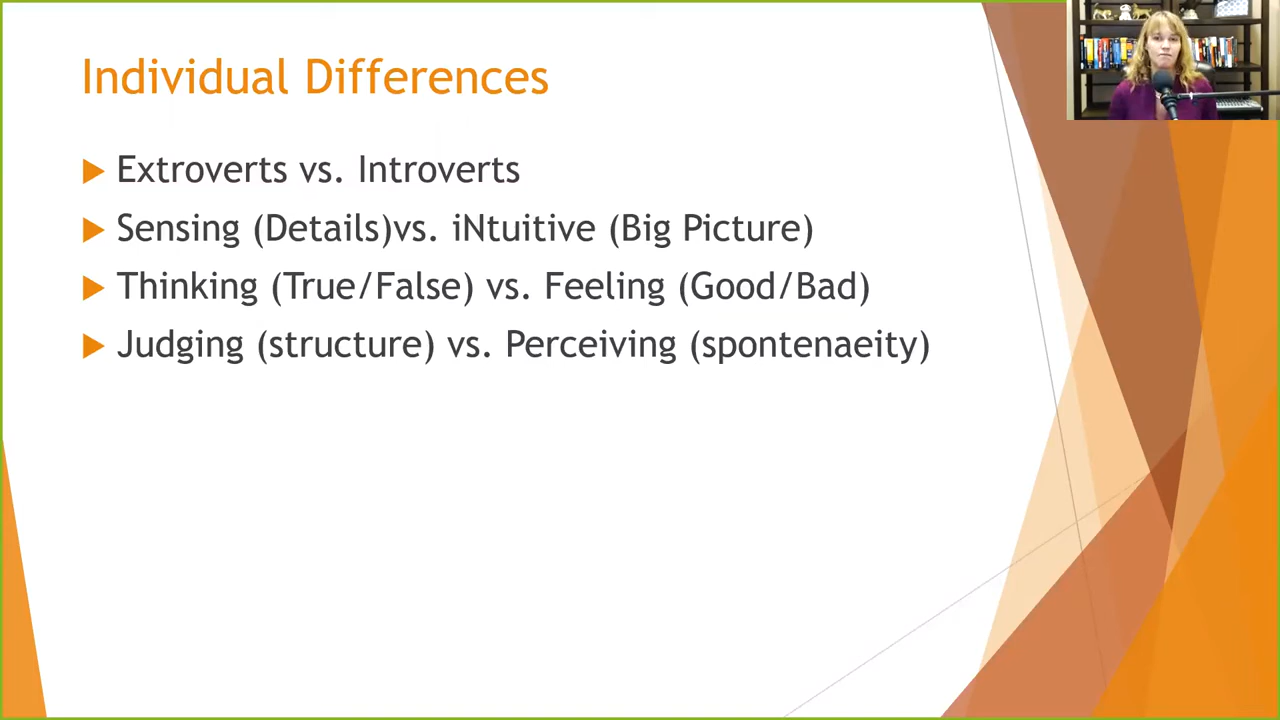 Individual Differences
Extroverts vs. Introverts
Sensing (Details)vs. iNtuitive (Big Picture)
Thinking (True/False) vs. Feeling (Good/Bad)
Judging (structure) vs. Perceiving (spontenaeity)